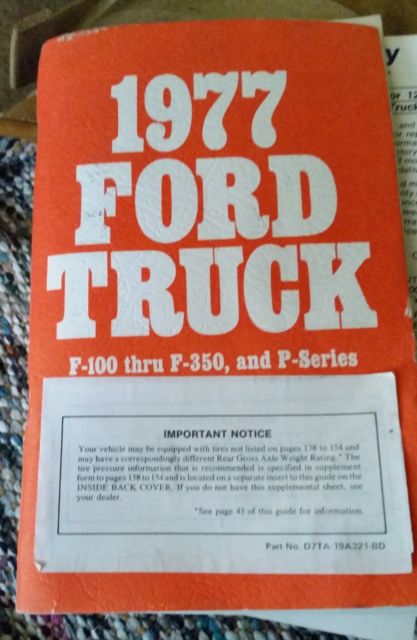 1977
FORD
TRUCK
F-100 thru F-350, and P-Series
IMPORTANT NOTICE
Your vehicle may be equipped with tires not listed on pages 138 to 154 and
may have a correspondingly different Rear Gross Axle Weight Rating.* The
tire pressure information that is recommended is specified in supplement
form to pages 138 to 154 and is located on a separate insert to this guide on the
INSIDE BACK COVER. If you do not have this supplemental sheet, see
your dealer.
*See page 43 of this guide for information.
Part No. D7TA-19A321-BD
y
or 12
Truck
and